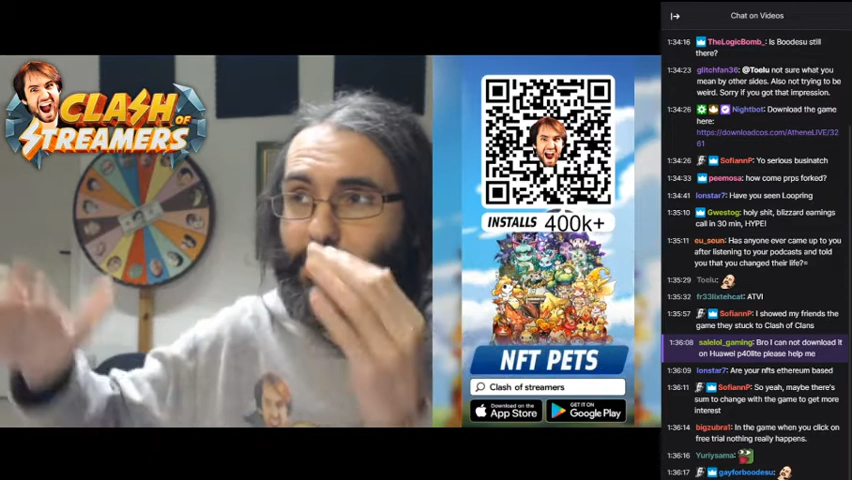 CLASH OF
STREAMERS
INSTALLS 400k+
NFT PETS
Clash of streamers
Download on the
App Store
GET IT ON
Google Play
Chat on Videos
1:34:16 TheLogicBomb_: Is Boodesu still
there?
1:34:23 glitchfan36: @Toelu not sure what you
mean by other sides. Also not trying to be
weird. Sorry if you got that impression.
1:34:26 Nightbot: Download the game
here:
https://downloadcos.com/AtheneLIVE/32
61
1:34:26 SofiannP: Yo serious businatch
1:34:33 peemosa: how come prps forked?
1:34:41 lonstar7: Have you seen Loopring
1:35:10 Gwestog: holy shit, blizzard earnings
call in 30 min, HYPE!
1:35:11 eu_seun: Has anyone ever came up to you
after listening to your podcasts and told
you that you changed their life?=
1:35:29 Toelu:
1:35:32 fr33lixtehcat: ATVI
1:35:57 SofiannP: I showed my friends the
game they stuck to Clash of Clans
1:36:08 salelol_gaming: Bro I can not download it
on Huawei p40lite please help me
1:36:09 lonstar7: Are your nfts ethereum based
1:36:11 SofiannP: So yeah, maybe there's
sum to change with the game to get more
interest
1:36:14 bigzubra1: In the game when you click on
free trial nothing really happens.
1:36:16 Yuriysama:
1:36:17 gayforboodesu: